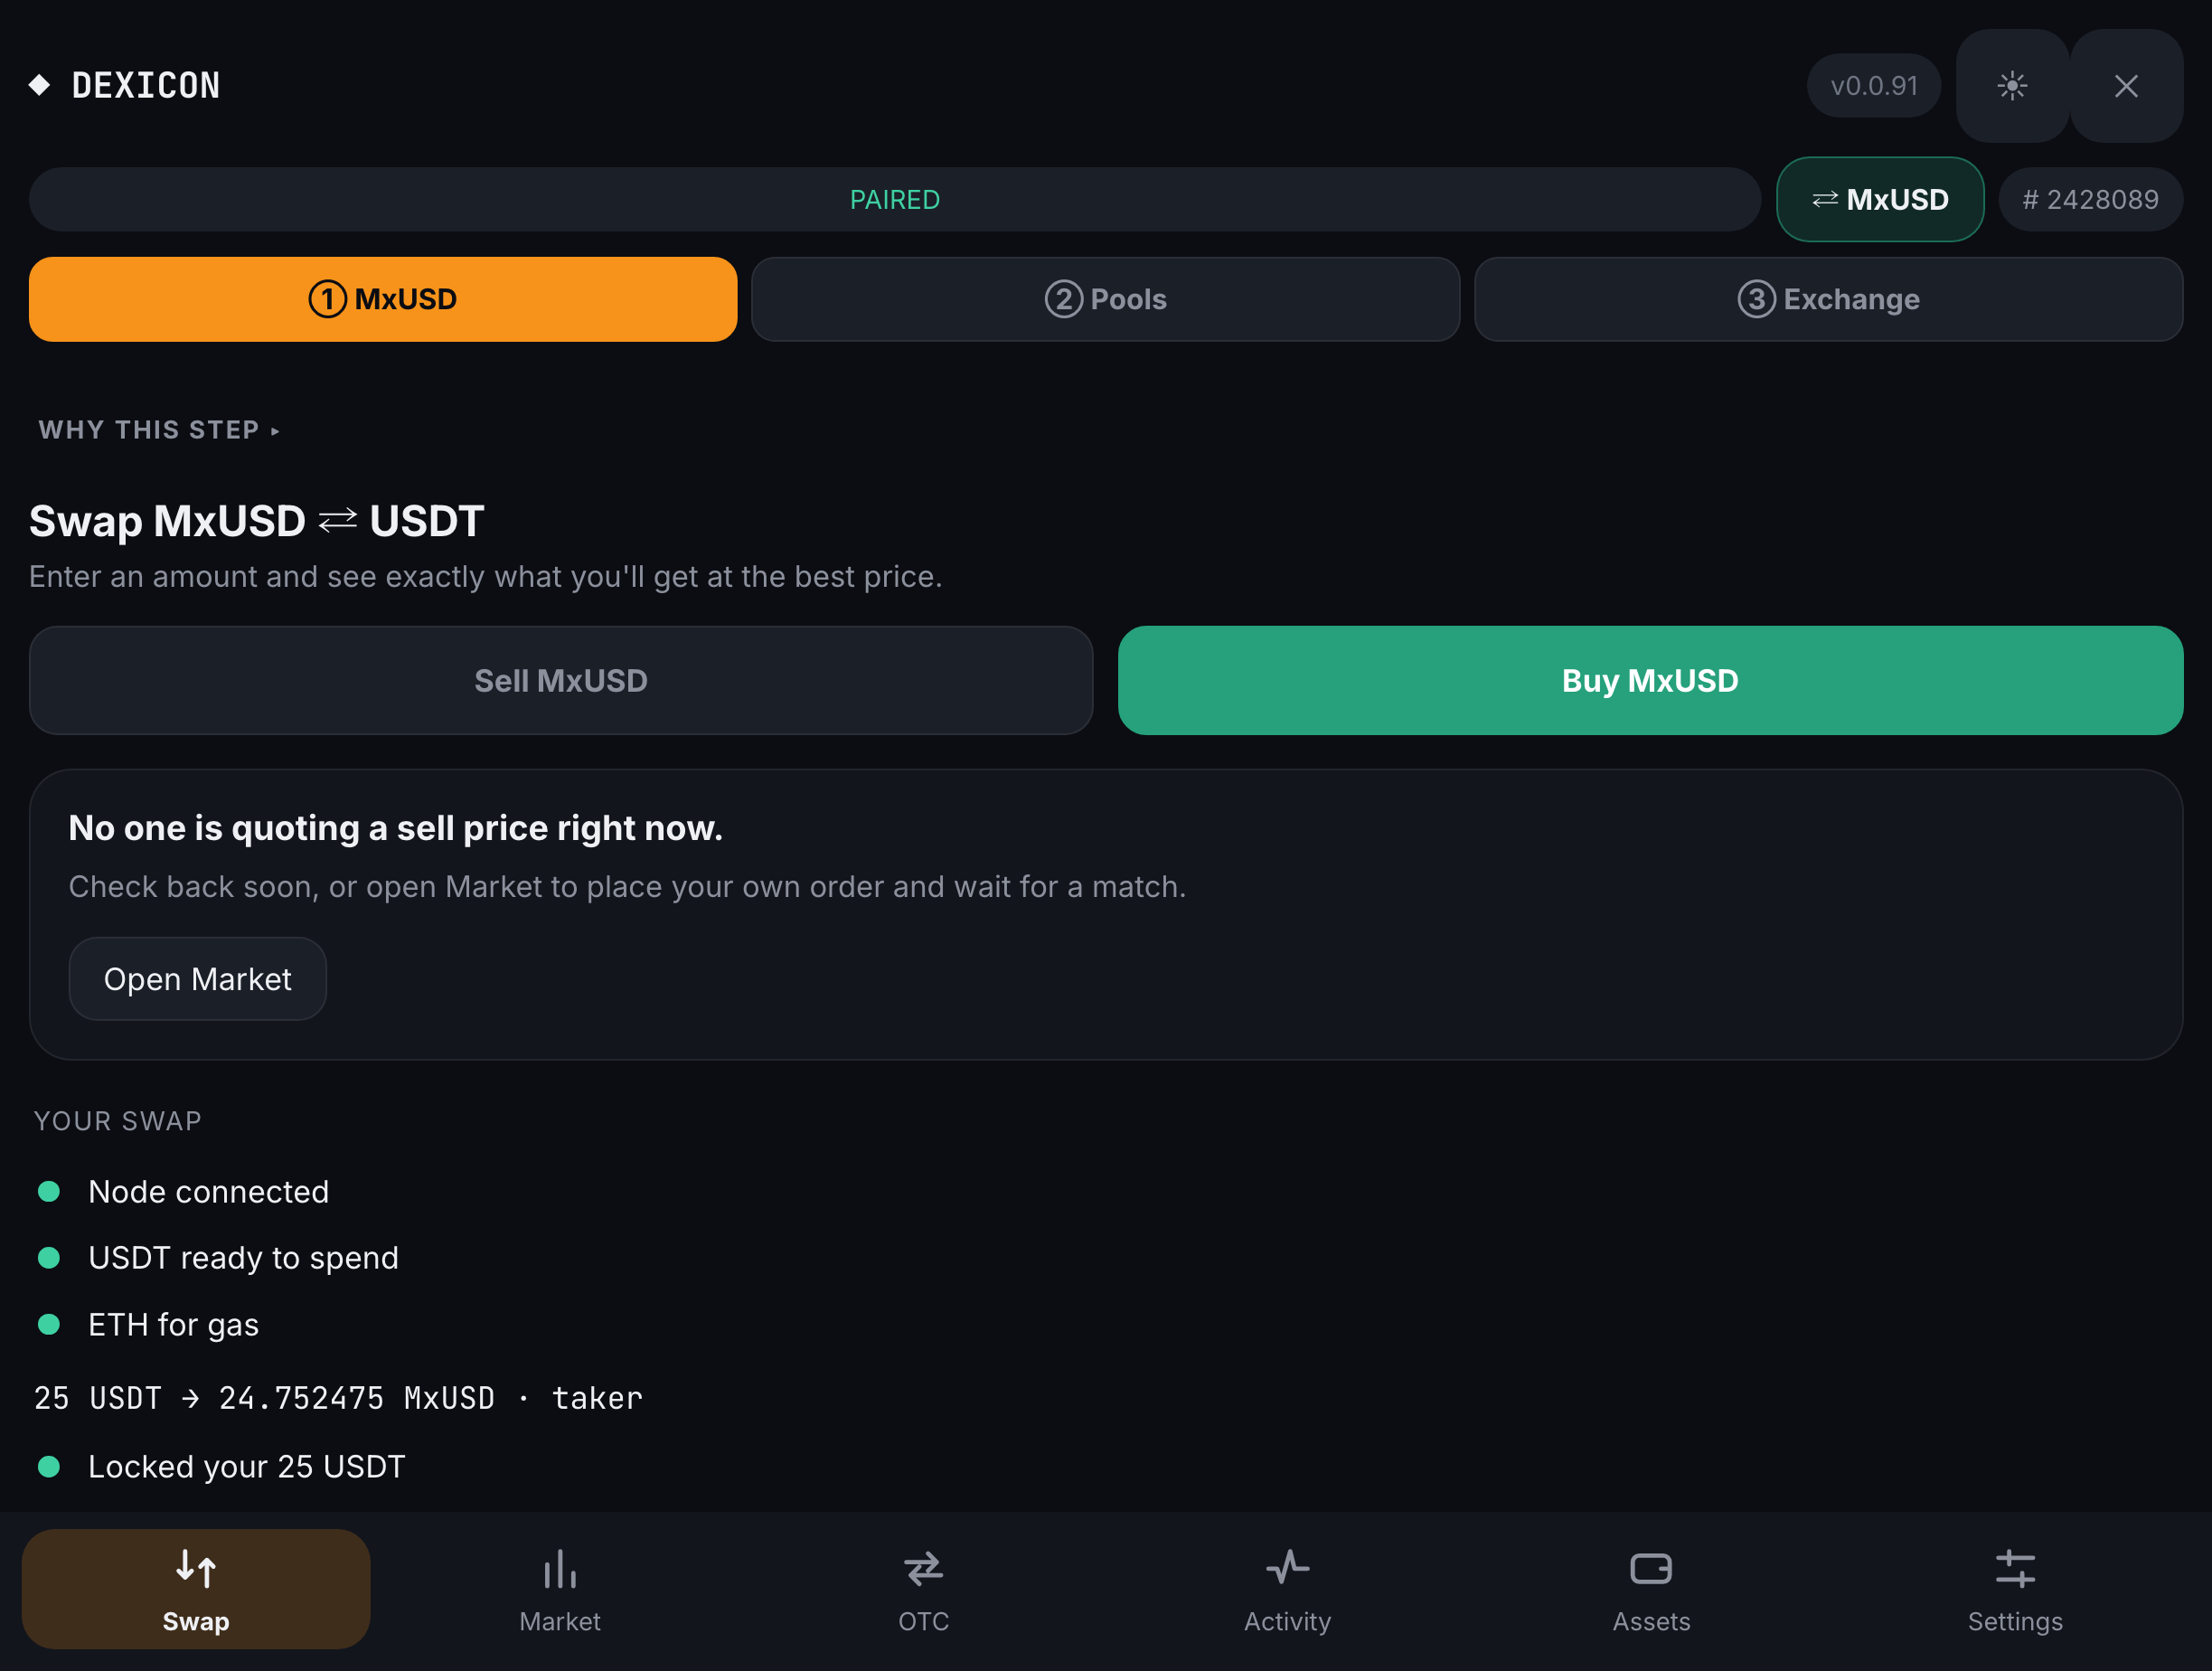 ◆ DEXICON
v0.0.91
PAIRED
⇄ MxUSD
# 2428089
① MxUSD
② Pools
③ Exchange
WHY THIS STEP ▸
Swap MxUSD ⇄ USDT
Enter an amount and see exactly what you'll get at the best price.
Sell MxUSD
Buy MxUSD
No one is quoting a sell price right now.
Check back soon, or open Market to place your own order and wait for a match.
Open Market
YOUR SWAP
Node connected
USDT ready to spend
ETH for gas
25 USDT → 24.752475 MxUSD · taker
Locked your 25 USDT
Swap
Market
OTC
Activity
Assets
Settings